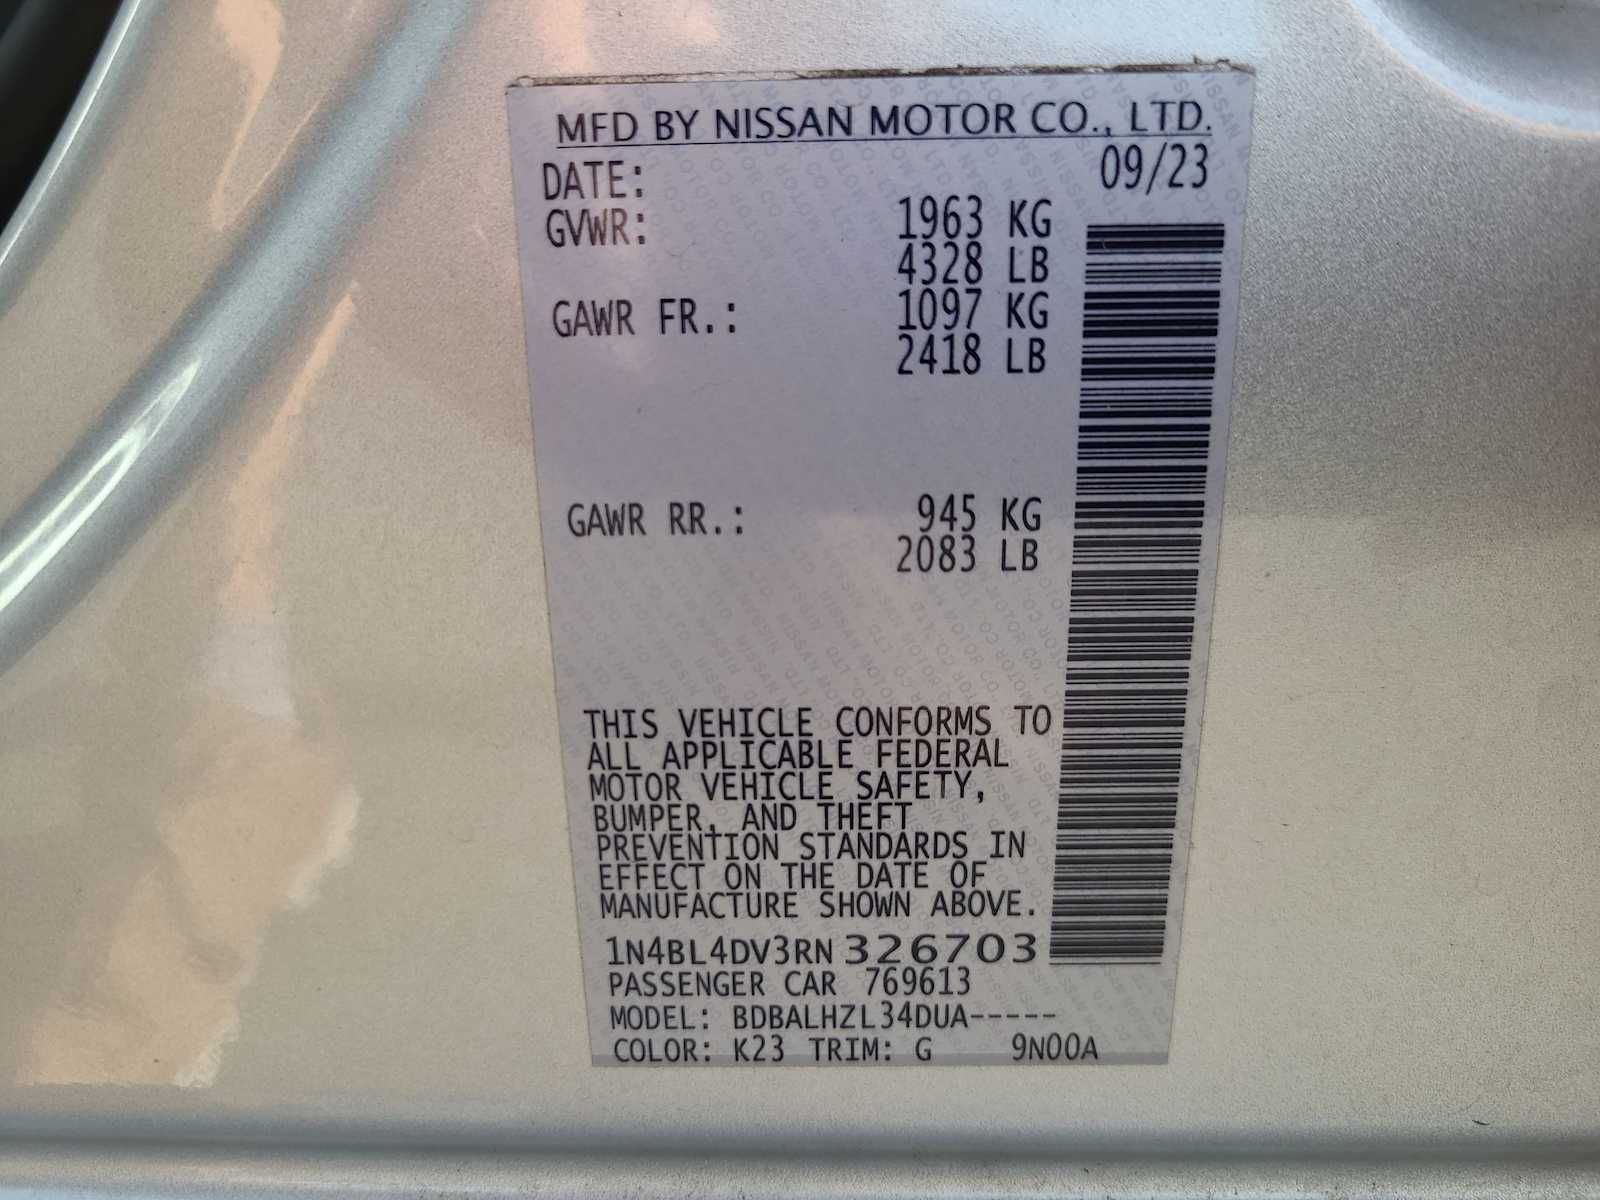 MFD BY NISSAN MOTOR CO., LTD.
DATE: 09/23
GVWR: 1963 KG
4328 LB
GAWR FR.: 1097 KG
2418 LB
GAWR RR.: 945 KG
2083 LB
THIS VEHICLE CONFORMS TO
ALL APPLICABLE FEDERAL
MOTOR VEHICLE SAFETY,
BUMPER, AND THEFT
PREVENTION STANDARDS IN
EFFECT ON THE DATE OF
MANUFACTURE SHOWN ABOVE.
1N4BL4DV3RN326703
PASSENGER CAR 769613
MODEL: BDBALHZL34DUA-----
COLOR: K23 TRIM: G 9N00A